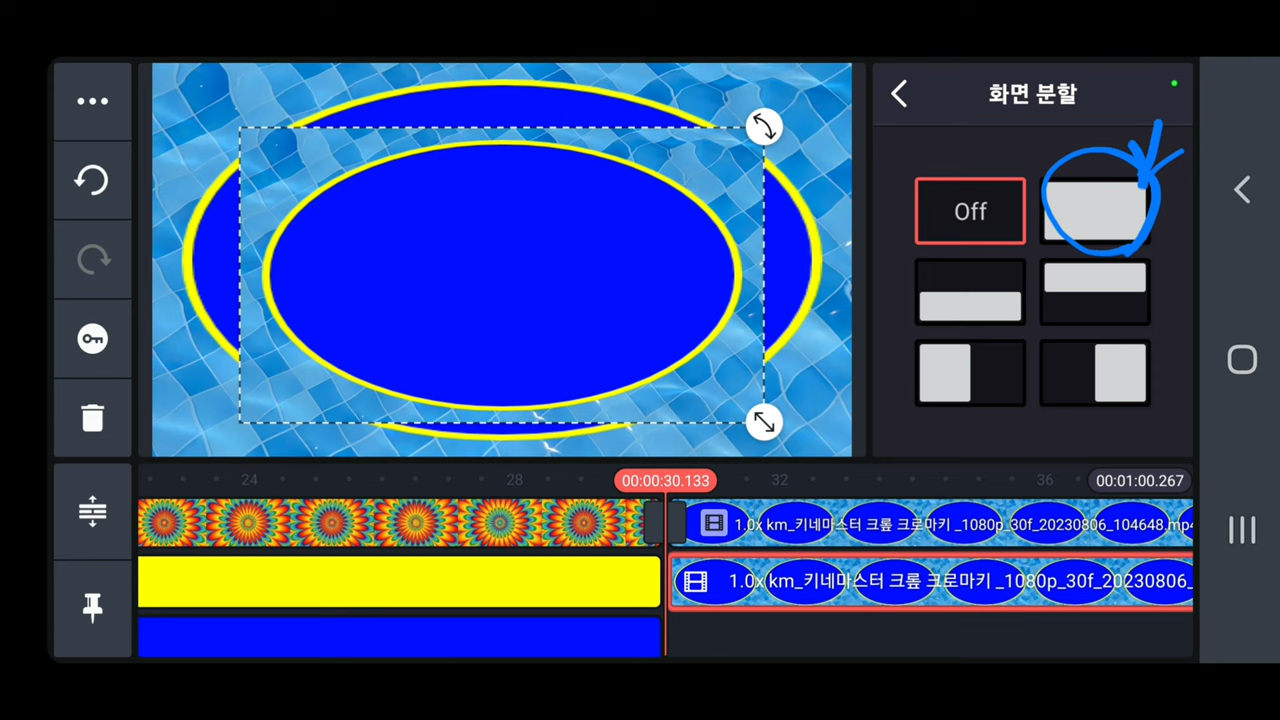 화면 분할
Off
24
28
00:00:30.133
32
36
00:01:00.267
1.0x km_키네마스터 크롶 크로마키 _1080p_30f_20230806_104648.mp4
1.0x km_키네마스터 크롶 크로마키 _1080p_30f_20230806_